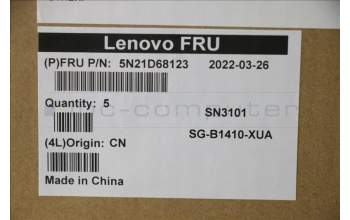 Lenovo FRU
(P)FRU P/N: 5N21D68123 2022-03-26
Quantity: 5
SN3101
SG-B1410-XUA
(4L)Origin: CN
Made in China